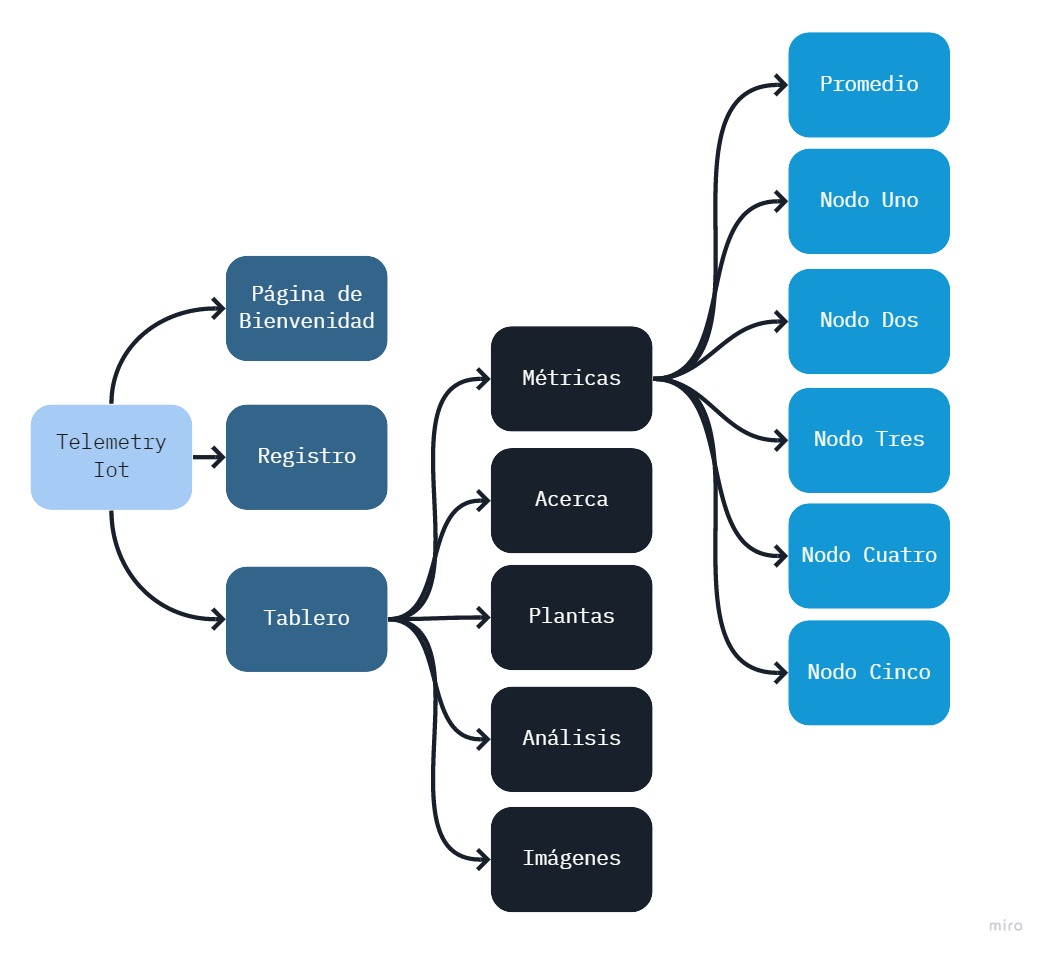 Telemetry
Iot
Página de
Bienvenidad
Registro
Tablero
Métricas
Acerca
Plantas
Análisis
Imágenes
Promedio
Nodo Uno
Nodo Dos
Nodo Tres
Nodo Cuatro
Nodo Cinco
miro